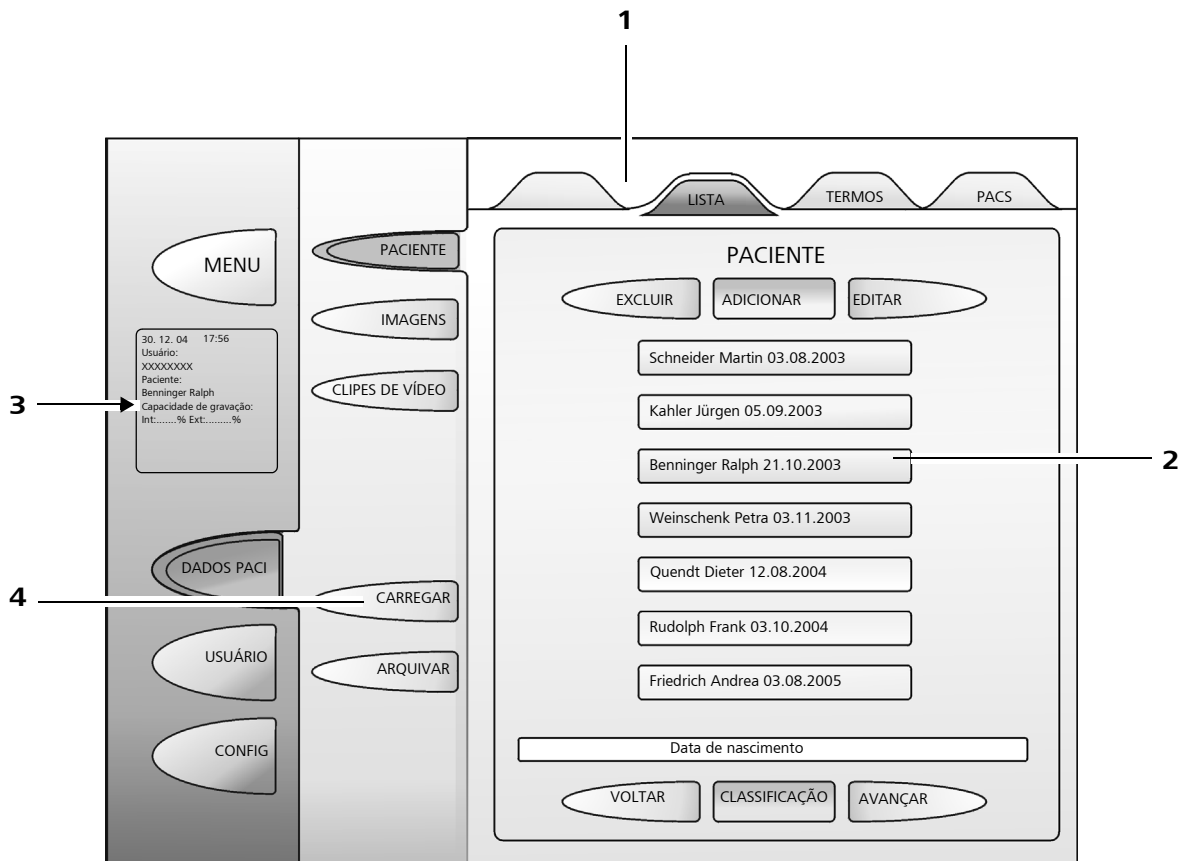 1
LISTA
TERMOS
PACS
MENU
PACIENTE
IMAGENS
CLIPES DE VÍDEO
30. 12. 04 17:56
Usuário:
XXXXXXXX
Paciente:
Benninger Ralph
Capacidade de gravação:
Int:.......% Ext:.........%
3
DADOS PACI
4
CARREGAR
USUÁRIO
ARQUIVAR
CONFIG
PACIENTE
EXCLUIR
ADICIONAR
EDITAR
Schneider Martin 03.08.2003
Kahler Jürgen 05.09.2003
Benninger Ralph 21.10.2003
2
Weinschenk Petra 03.11.2003
Quendt Dieter 12.08.2004
Rudolph Frank 03.10.2004
Friedrich Andrea 03.08.2005
Data de nascimento
VOLTAR
CLASSIFICAÇÃO
AVANÇAR